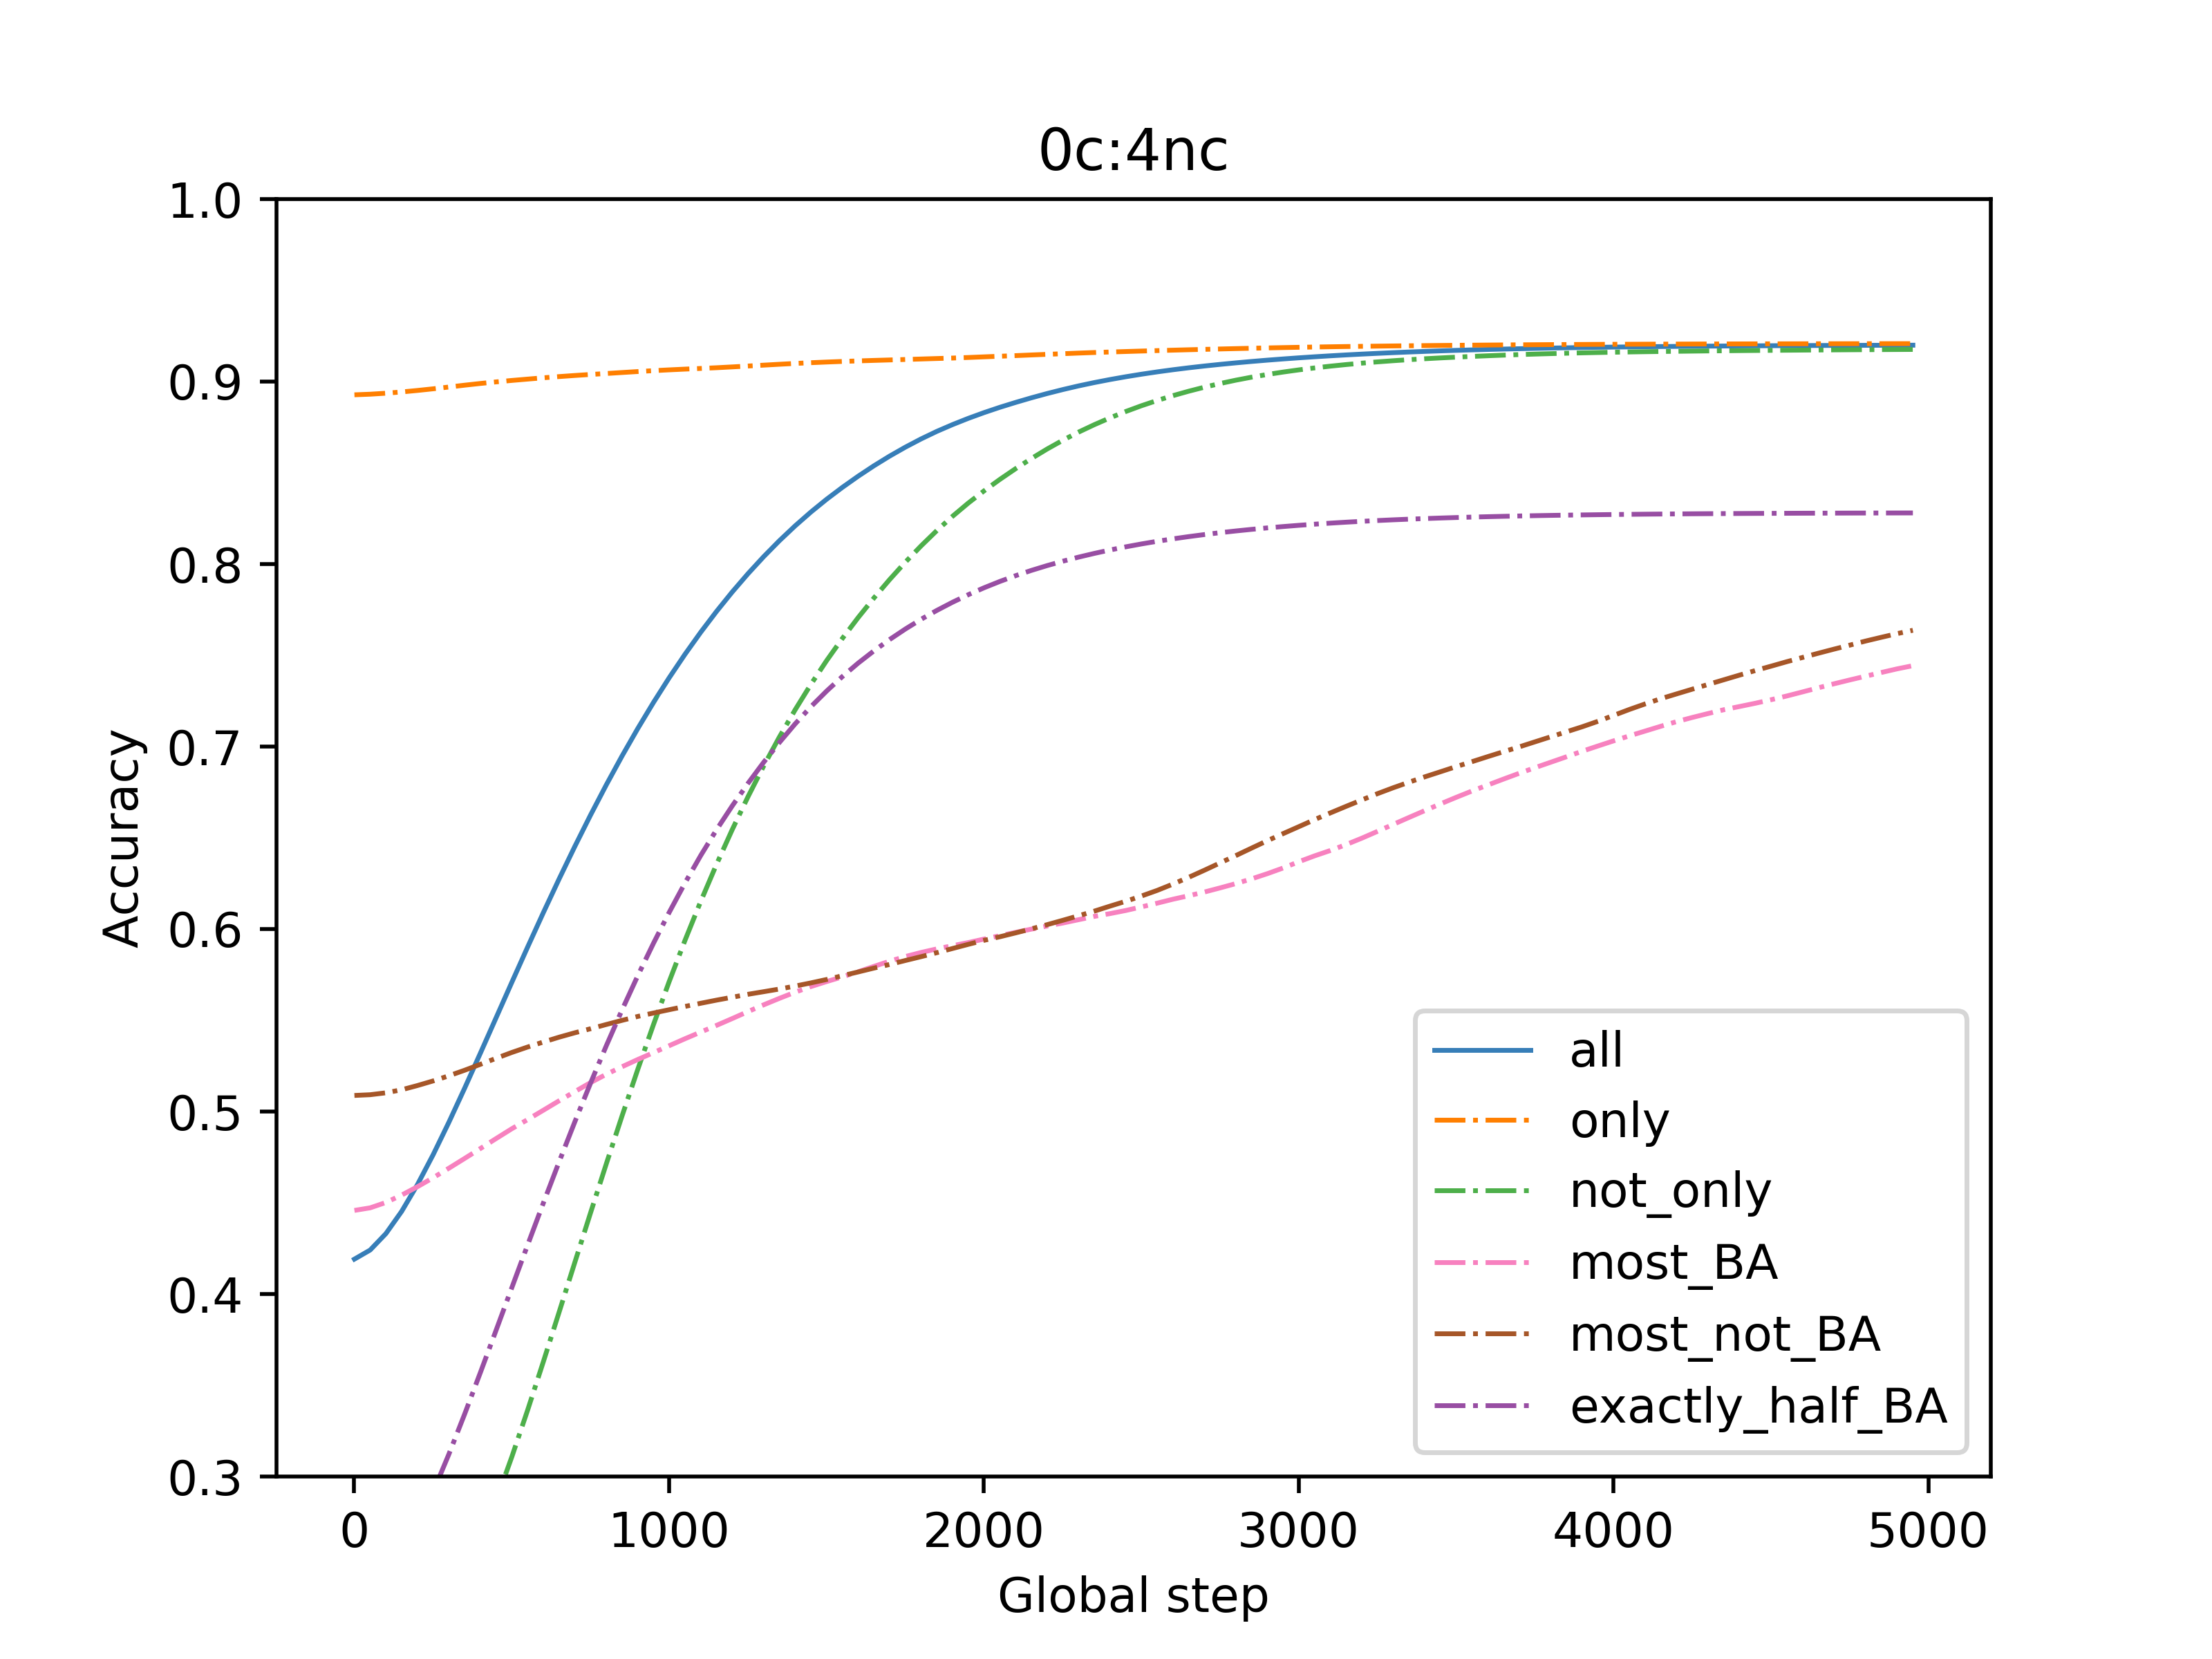 0c:4nc
1.0
0.9
0.8
0.7
0.6
0.5
0.4
0.3
Accuracy
all
only
not_only
most_BA
most_not_BA
exactly_half_BA
0 1000 2000 3000 4000 5000
Global step